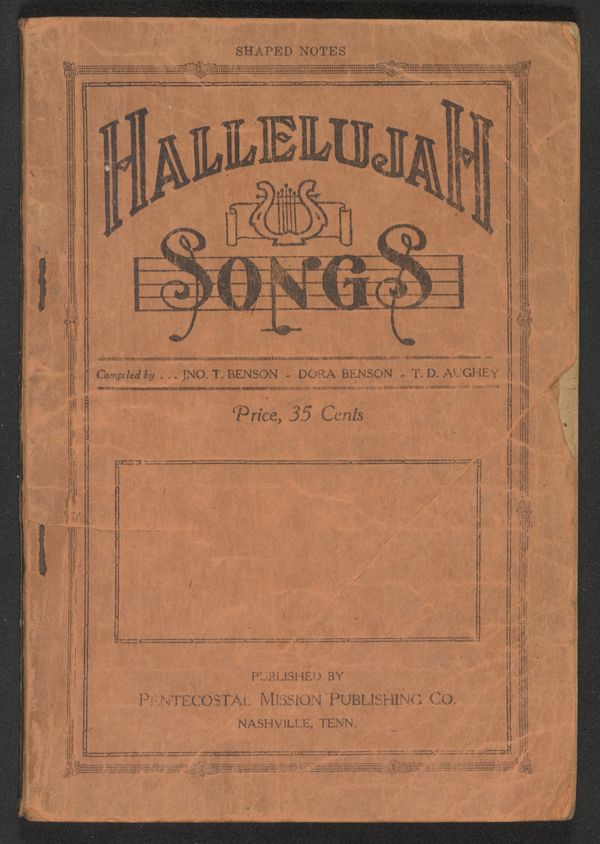 SHAPED NOTES
HALLELUJAH
SONGS
Compiled by . . . JNO. T. BENSON - DORA BENSON - T. D. AUGHEY
Price, 35 Cents
PUBLISHED BY
PENTECOSTAL MISSION PUBLISHING CO.
NASHVILLE, TENN.